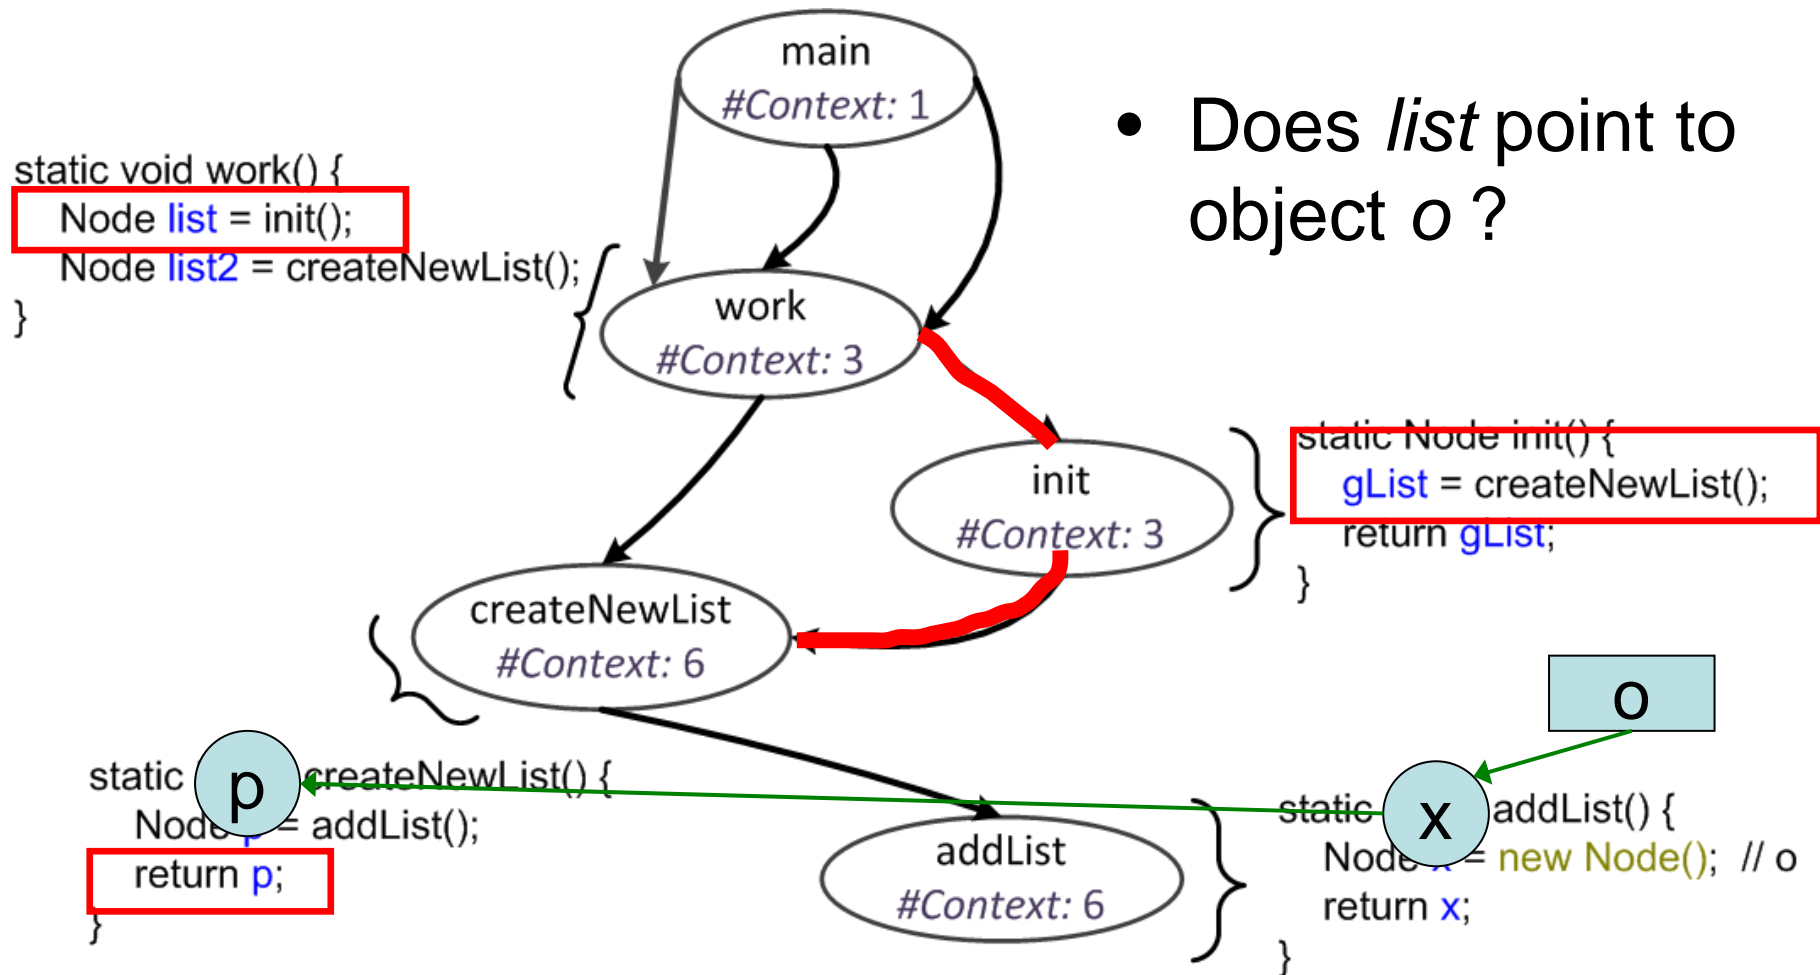 main
#Context: 1
• Does list point to
object o ?
static void work() {
Node list = init();
Node list2 = createNewList();
}
work
#Context: 3
init
#Context: 3
static Node init() {
gList = createNewList();
return gList;
}
createNewList
#Context: 6
static createNewList() {
p
Node = addList();
return p;
}
addList
#Context: 6
o
static addList() {
x
Node x = new Node(); // o
return x;
}